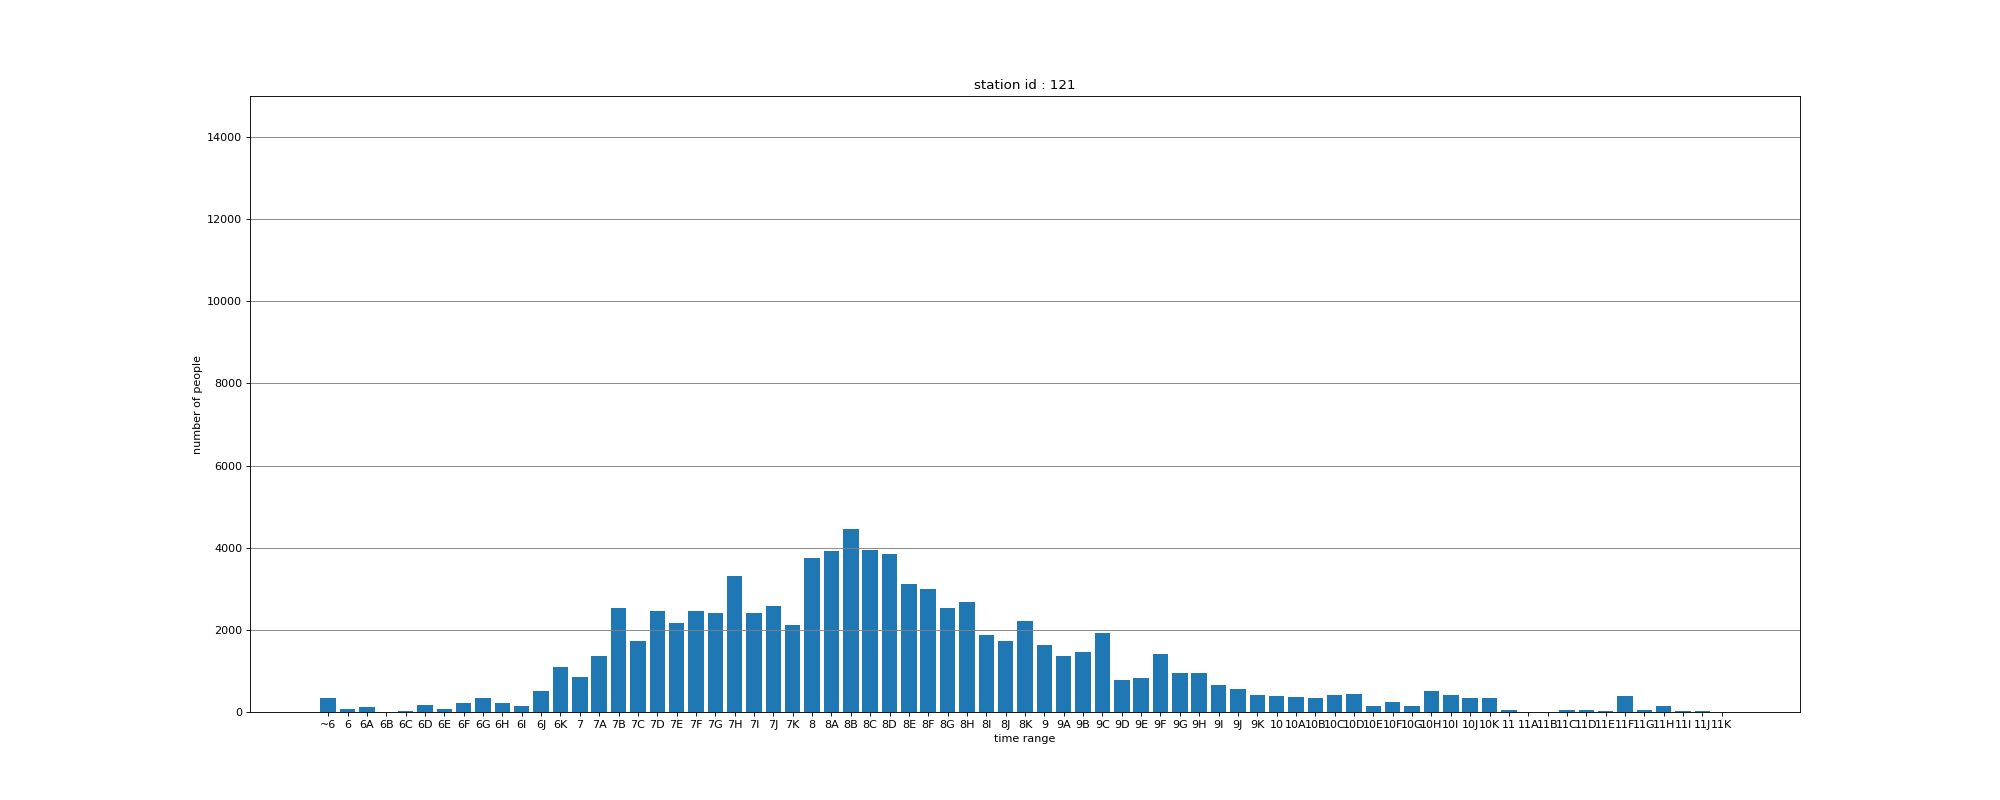 station id : 121
14000
12000
10000
8000
6000
4000
2000
0
number of people
~6 6 6A 6B 6C 6D 6E 6F 6G 6H 6I 6J 6K 7 7A 7B 7C 7D 7E 7F 7G 7H 7I 7J 7K 8 8A 8B 8C 8D 8E 8F 8G 8H 8I 8J 8K 9 9A 9B 9C 9D 9E 9F 9G 9H 9I 9J 9K 10 10A 10B 10C 10D 10E 10F 10G 10H 10I 10J 10K 11 11A 11B 11C 11D 11E 11F 11G 11H 11I 11J 11K
time range